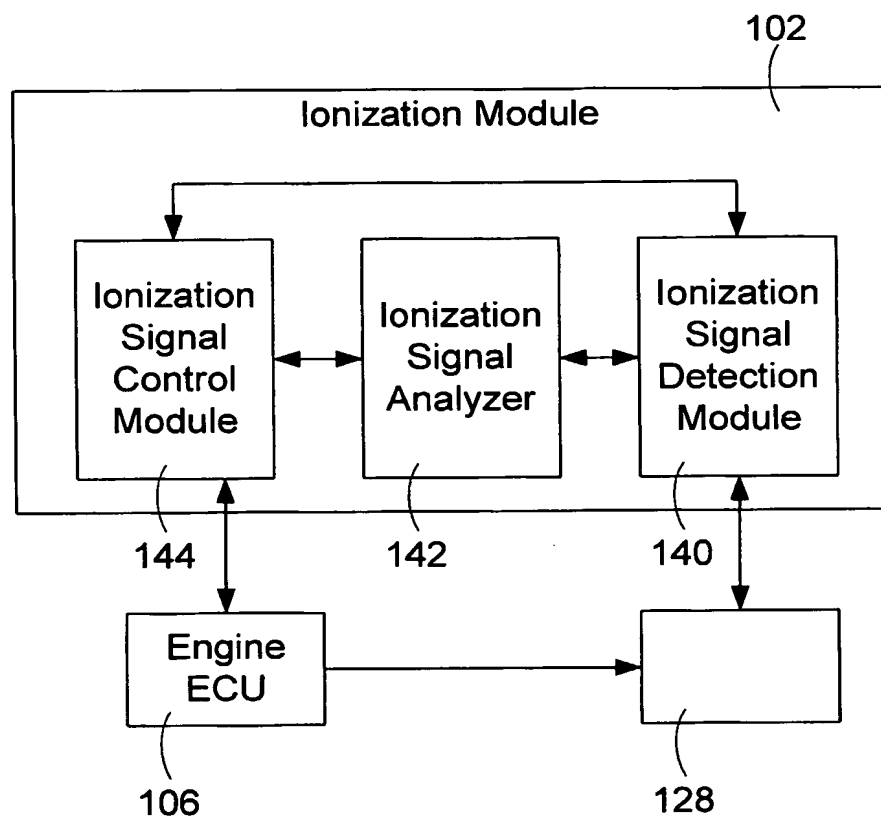 102
Ionization Module
Ionization
Signal
Control
Module
Ionization
Signal
Analyzer
Ionization
Signal
Detection
Module
144
142
140
Engine
ECU
106
128